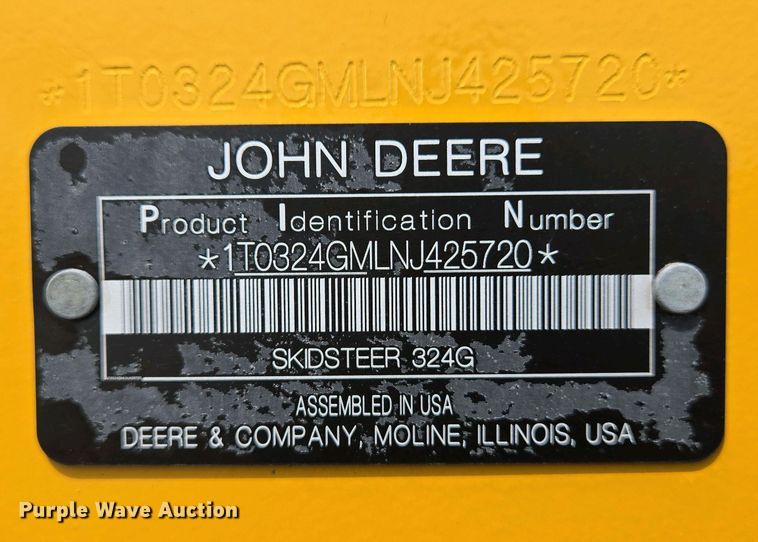 *1T0324GMLNJ425720*
JOHN DEERE
Product Identification Number
*1T0324GMLNJ425720*
SKIDSTEER 324G
ASSEMBLED IN USA
DEERE & COMPANY, MOLINE, ILLINOIS, USA
Purple Wave Auction